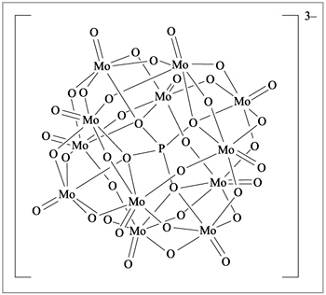 3–
O O
O
Mo O Mo O
O O O
O O O Mo O Mo
O O
Mo O O O
O Mo P O Mo O
O O O O O
Mo O O Mo O
O
O Mo
O O O O
O Mo O Mo
O
O O